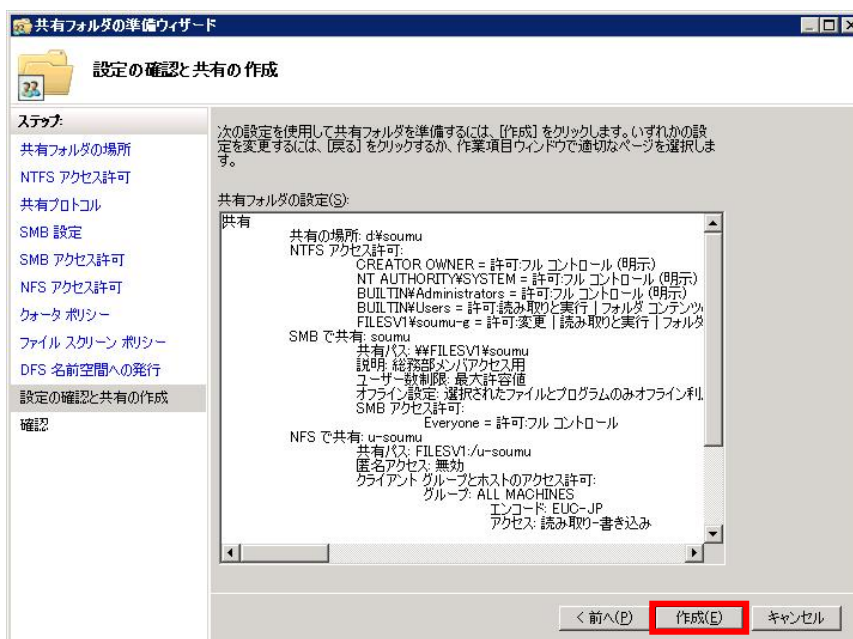 共有フォルダの準備ウィザード
設定の確認と共有の作成
ステップ:
共有フォルダの場所
NTFS アクセス許可
共有プロトコル
SMB 設定
SMB アクセス許可
NFS アクセス許可
クォータ ポリシー
ファイル スクリーン ポリシー
DFS 名前空間への発行
設定の確認と共有の作成
確認
次の設定を使用して共有フォルダを準備するには、[作成] をクリックします。いずれかの設
定を変更するには、[戻る] をクリックするか、作業項目ウィンドウで適切なページを選択しま
す。
共有フォルダの設定(S):
共有
共有の場所: d:¥soumu
NTFS アクセス許可:
CREATOR OWNER = 許可:フル コントロール (明示)
NT AUTHORITY¥SYSTEM = 許可:フル コントロール (明示)
BUILTIN¥Administrators = 許可:フル コントロール (明示)
BUILTIN¥Users = 許可:読み取りと実行 | フォルダ コンテンツ
FILESV1¥soumu-g = 許可:変更 | 読み取りと実行 | フォルダ
SMB で共有: soumu
共有パス: ¥¥FILESV1¥soumu
説明: 総務部メンバアクセス用
ユーザー数制限: 最大許容値
オフライン設定: 選択されたファイルとプログラムのみオフライン利
SMB アクセス許可:
Everyone = 許可:フル コントロール
NFS で共有: u-soumu
共有パス: FILESV1:/u-soumu
匿名アクセス: 無効
クライアント グループとホストのアクセス許可:
グループ: ALL MACHINES
エンコード: EUC-JP
アクセス: 読み取り-書き込み
< 前へ(P)
作成(E)
キャンセル